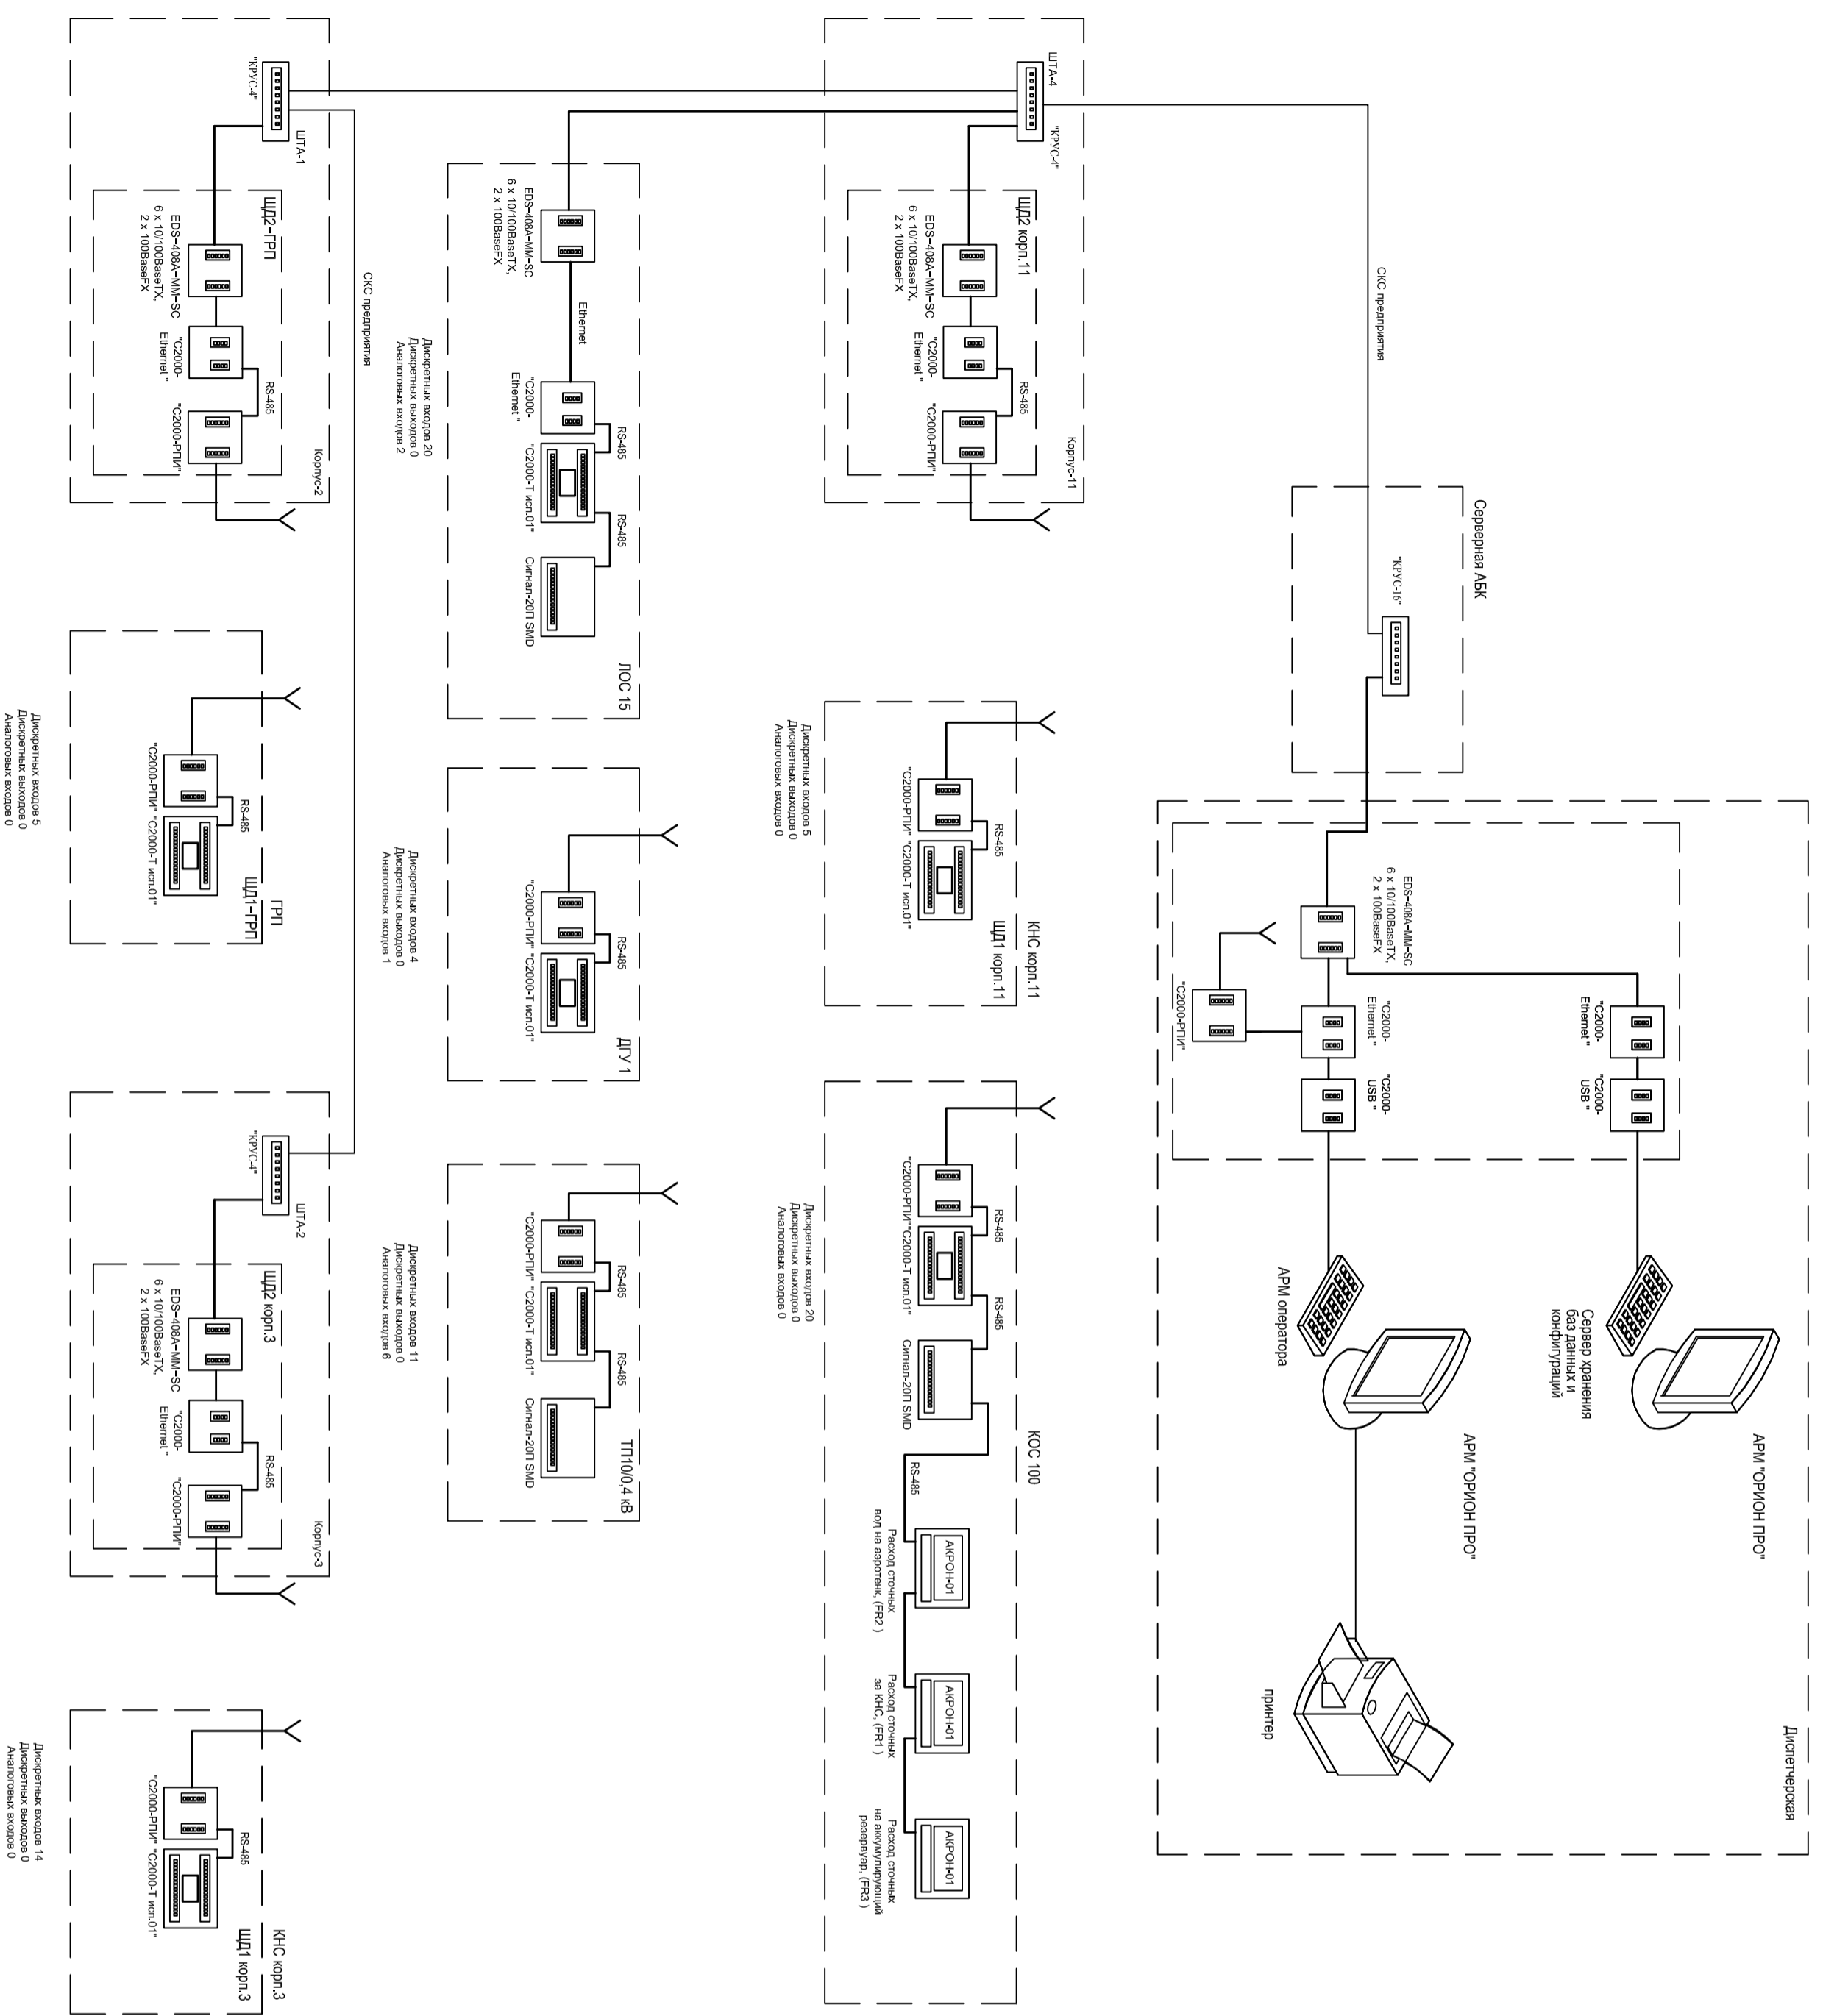 Диспетчерская
АРМ "ОРИОН ПРО"
АРМ "ОРИОН ПРО"
Сервер хранения
баз данных и
конфигураций
АРМ оператора
принтер
"С2000-
Ethernet "
"С2000-
USB "
"С2000-
Ethernet "
"С2000-
USB "
EDS-408A-MM-SC
6 x 10/100BaseTX,
2 x 100BaseFX
"С2000-РПИ"
Серверная АБК
"КРУС-16"
СКС предприятия
ШТА-4
"КРУС-4"
Корпус-11
ЩД2 корп.11
EDS-408A-MM-SC
6 x 10/100BaseTX,
2 x 100BaseFX
"С2000-
Ethernet "
RS-485
"С2000-РПИ"
КНС корп.11
ЩД1 корп.11
RS-485
"С2000-РПИ"
"С2000-Т исп.01"
Дискретных входов 5
Дискретных выходов 0
Аналоговых входов 0
КОС 100
RS-485
RS-485
"С2000-РПИ"
"С2000-Т исп.01"
Сигнал-20П SMD
RS-485
АКРОН-01
АКРОН-01
АКРОН-01
Расход сточных
вод на аэротенк, (FR2 )
Расход сточных
за КНС, (FR1 )
Расход сточных
на аккумулирующий
резервуар, (FR3 )
Дискретных входов 20
Дискретных выходов 0
Аналоговых входов 0
ЛОС 15
EDS-408A-MM-SC
6 x 10/100BaseTX,
2 x 100BaseFX
Ethernet
"С2000-
Ethernet "
RS-485
"С2000-Т исп.01"
RS-485
Сигнал-20П SMD
Дискретных входов 20
Дискретных выходов 0
Аналоговых входов 2
ДГУ 1
RS-485
"С2000-РПИ"
"С2000-Т исп.01"
Дискретных входов 4
Дискретных выходов 0
Аналоговых входов 1
ТП10/0,4 кВ
RS-485
RS-485
"С2000-РПИ"
"С2000-Т исп.01"
Сигнал-20П SMD
Дискретных входов 11
Дискретных выходов 0
Аналоговых входов 6
СКС предприятия
"КРУС-4"
ШТА-1
Корпус-2
ЩД2-ГРП
EDS-408A-MM-SC
6 x 10/100BaseTX,
2 x 100BaseFX
"С2000-
Ethernet "
RS-485
"С2000-РПИ"
ГРП
ЩД1-ГРП
RS-485
"С2000-РПИ"
"С2000-Т исп.01"
Дискретных входов 5
Дискретных выходов 0
Аналоговых входов 0
"КРУС-4"
ШТА-2
Корпус-3
ЩД2 корп.3
EDS-408A-MM-SC
6 x 10/100BaseTX,
2 x 100BaseFX
"С2000-
Ethernet "
RS-485
"С2000-РПИ"
КНС корп.3
ЩД1 корп.3
RS-485
"С2000-РПИ"
"С2000-Т исп.01"
Дискретных входов 14
Дискретных выходов 0
Аналоговых входов 0